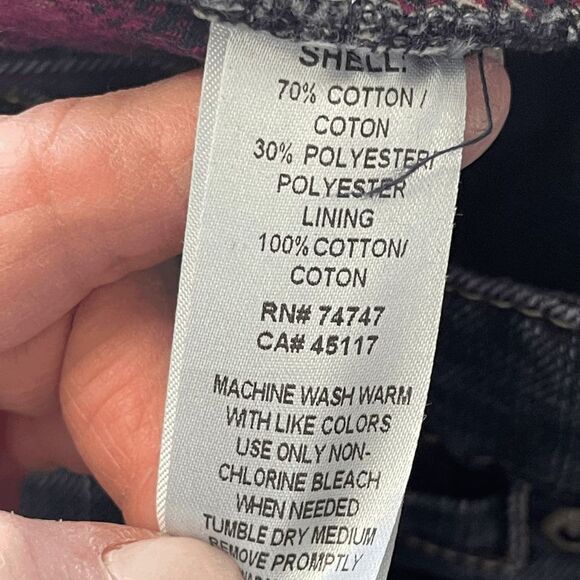 SHELL:
70% COTTON /
COTON
30% POLYESTER/
POLYESTER
LINING
100% COTTON/
COTON
RN# 74747
CA# 45117
MACHINE WASH WARM
WITH LIKE COLORS
USE ONLY NON-
CHLORINE BLEACH
WHEN NEEDED
TUMBLE DRY MEDIUM
REMOVE PROMPTLY